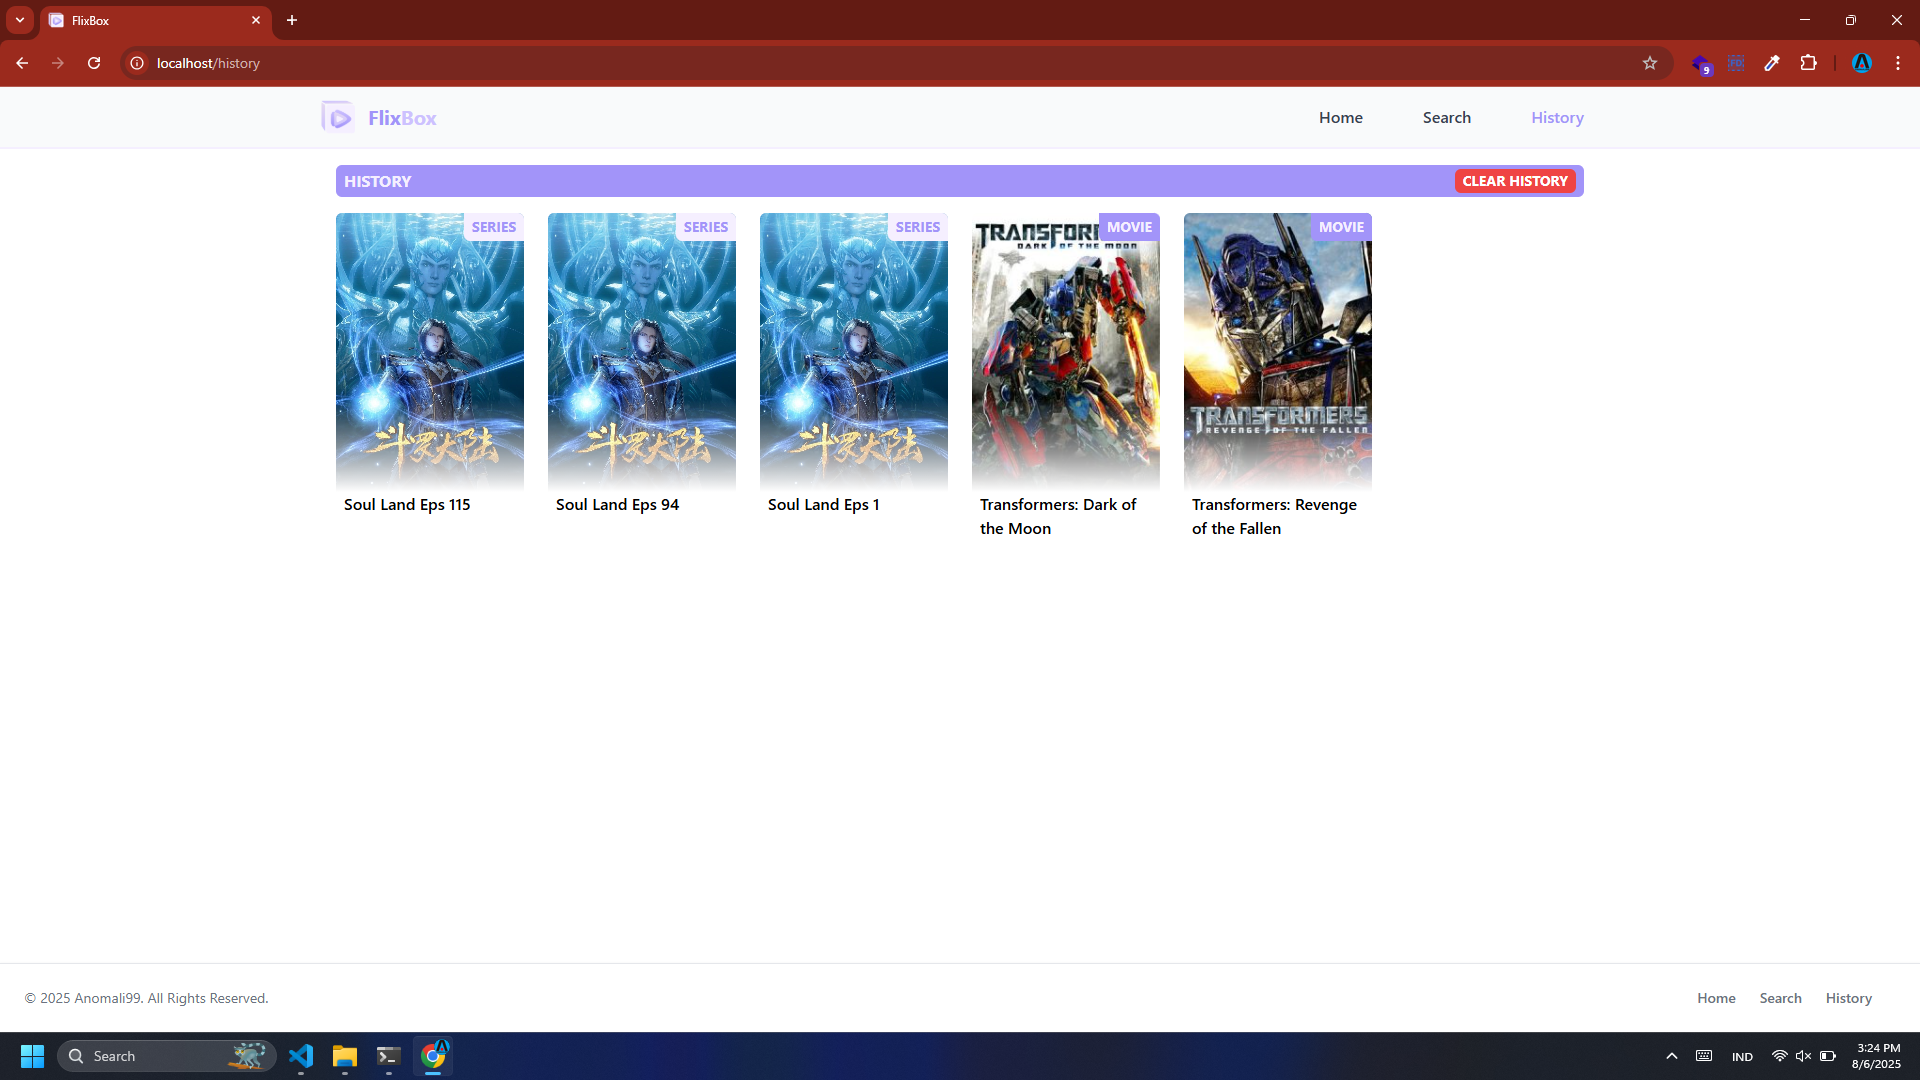 FlixBox
localhost/history
9
FlixBox
Home
Search
History
HISTORY
CLEAR HISTORY
SERIES
斗罗大陆
Soul Land Eps 115
SERIES
斗罗大陆
Soul Land Eps 94
SERIES
斗罗大陆
Soul Land Eps 1
MOVIE
DARK OF THE MOON
Transformers: Dark of
the Moon
MOVIE
TRANSFORMERS
REVENGE OF THE FALLEN
Transformers: Revenge
of the Fallen
© 2025 Anomali99. All Rights Reserved.
Home
Search
History
Search
IND
3:24 PM
8/6/2025